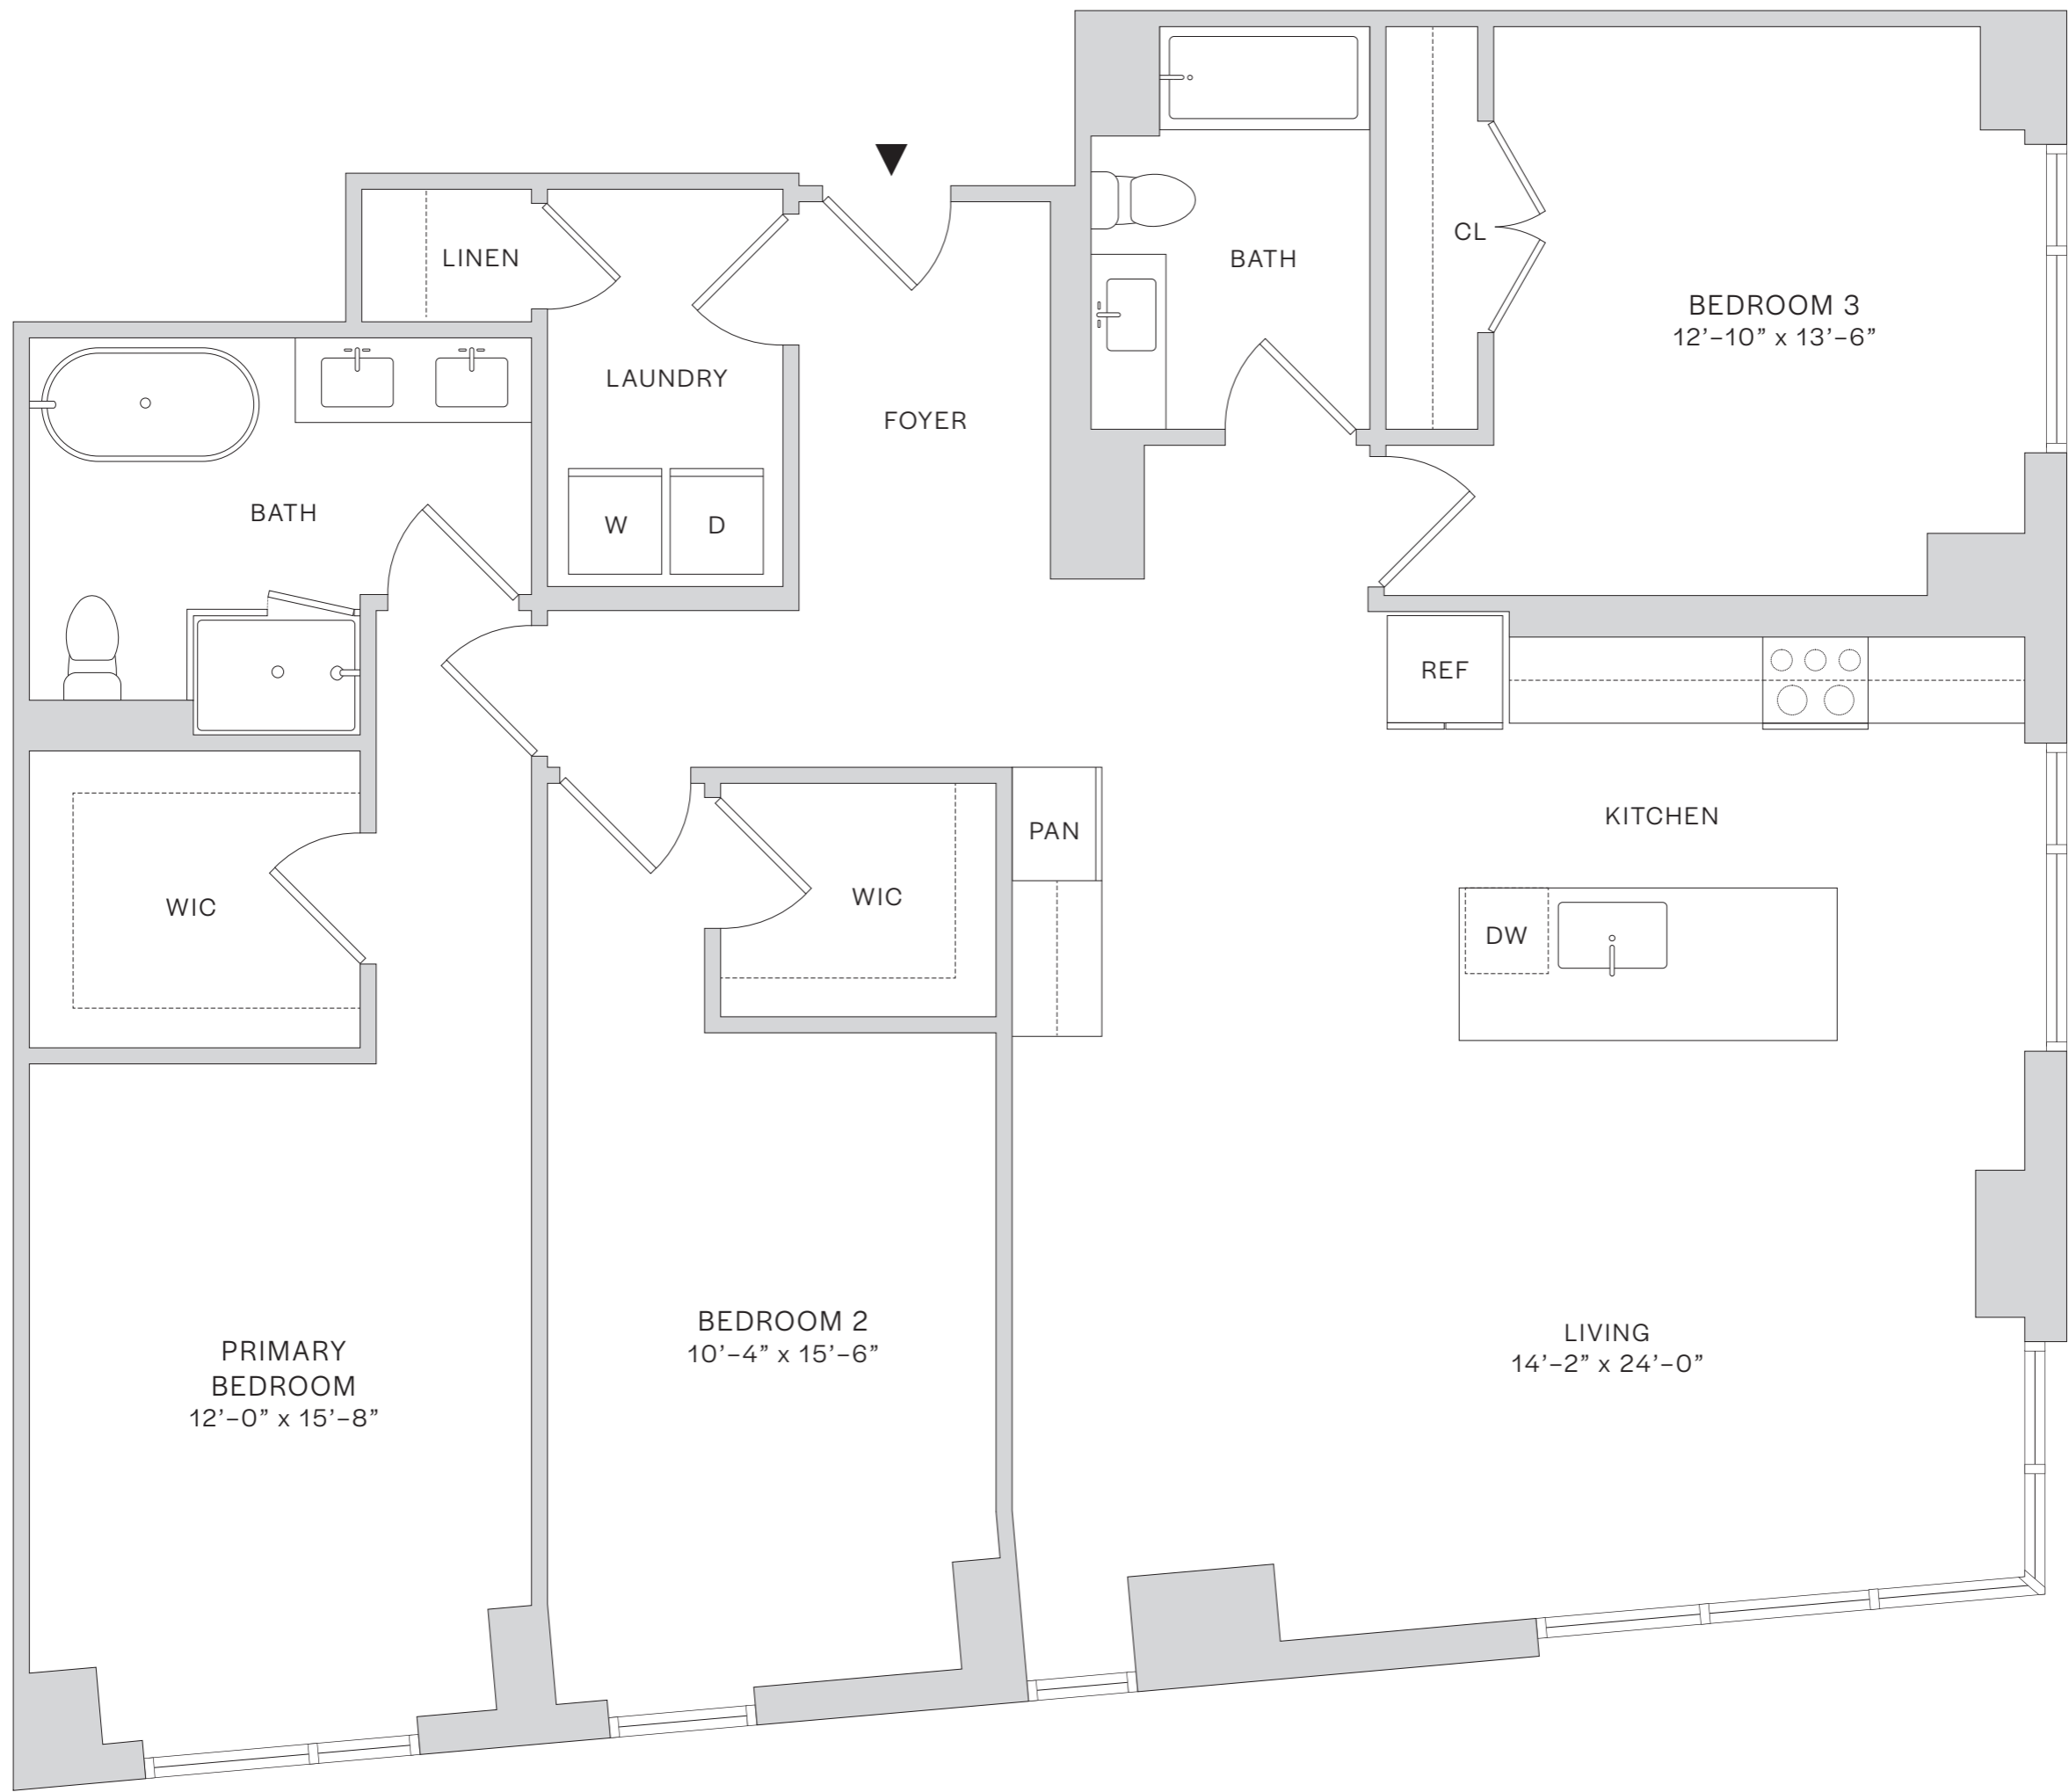 LINEN
BATH
CL
BEDROOM 3
12’–10” x 13’–6”
LAUNDRY
FOYER
BATH
W
D
REF
KITCHEN
PAN
WIC
WIC
DW
PRIMARY
BEDROOM
12’–0” x 15’–8”
BEDROOM 2
10’–4” x 15’–6”
LIVING
14’–2” x 24’–0”